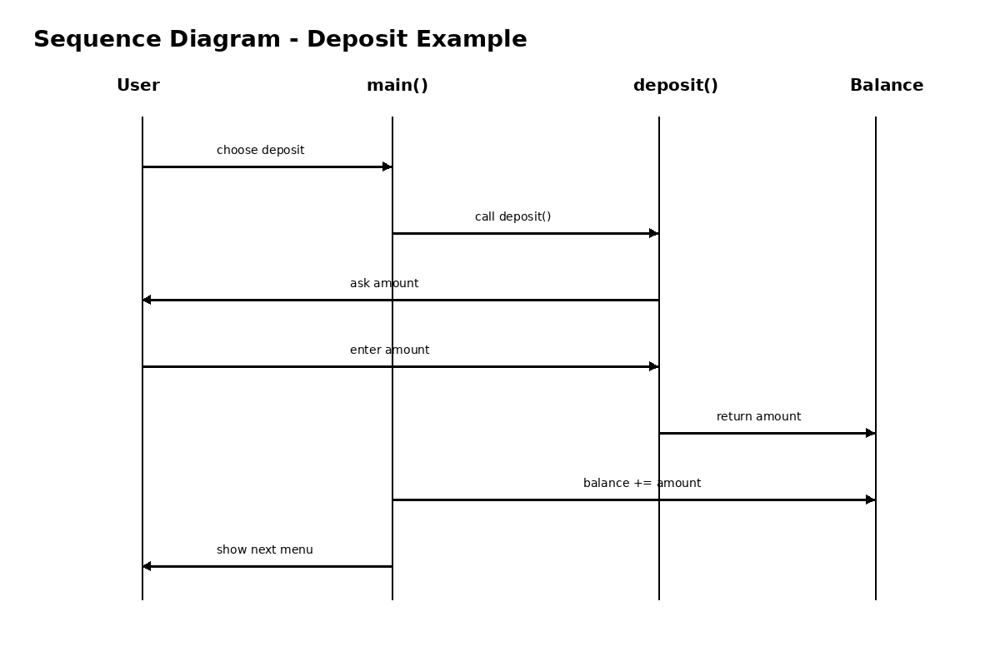 Sequence Diagram - Deposit Example
User main() deposit() Balance
choose deposit
call deposit()
ask amount
enter amount
return amount
balance += amount
show next menu